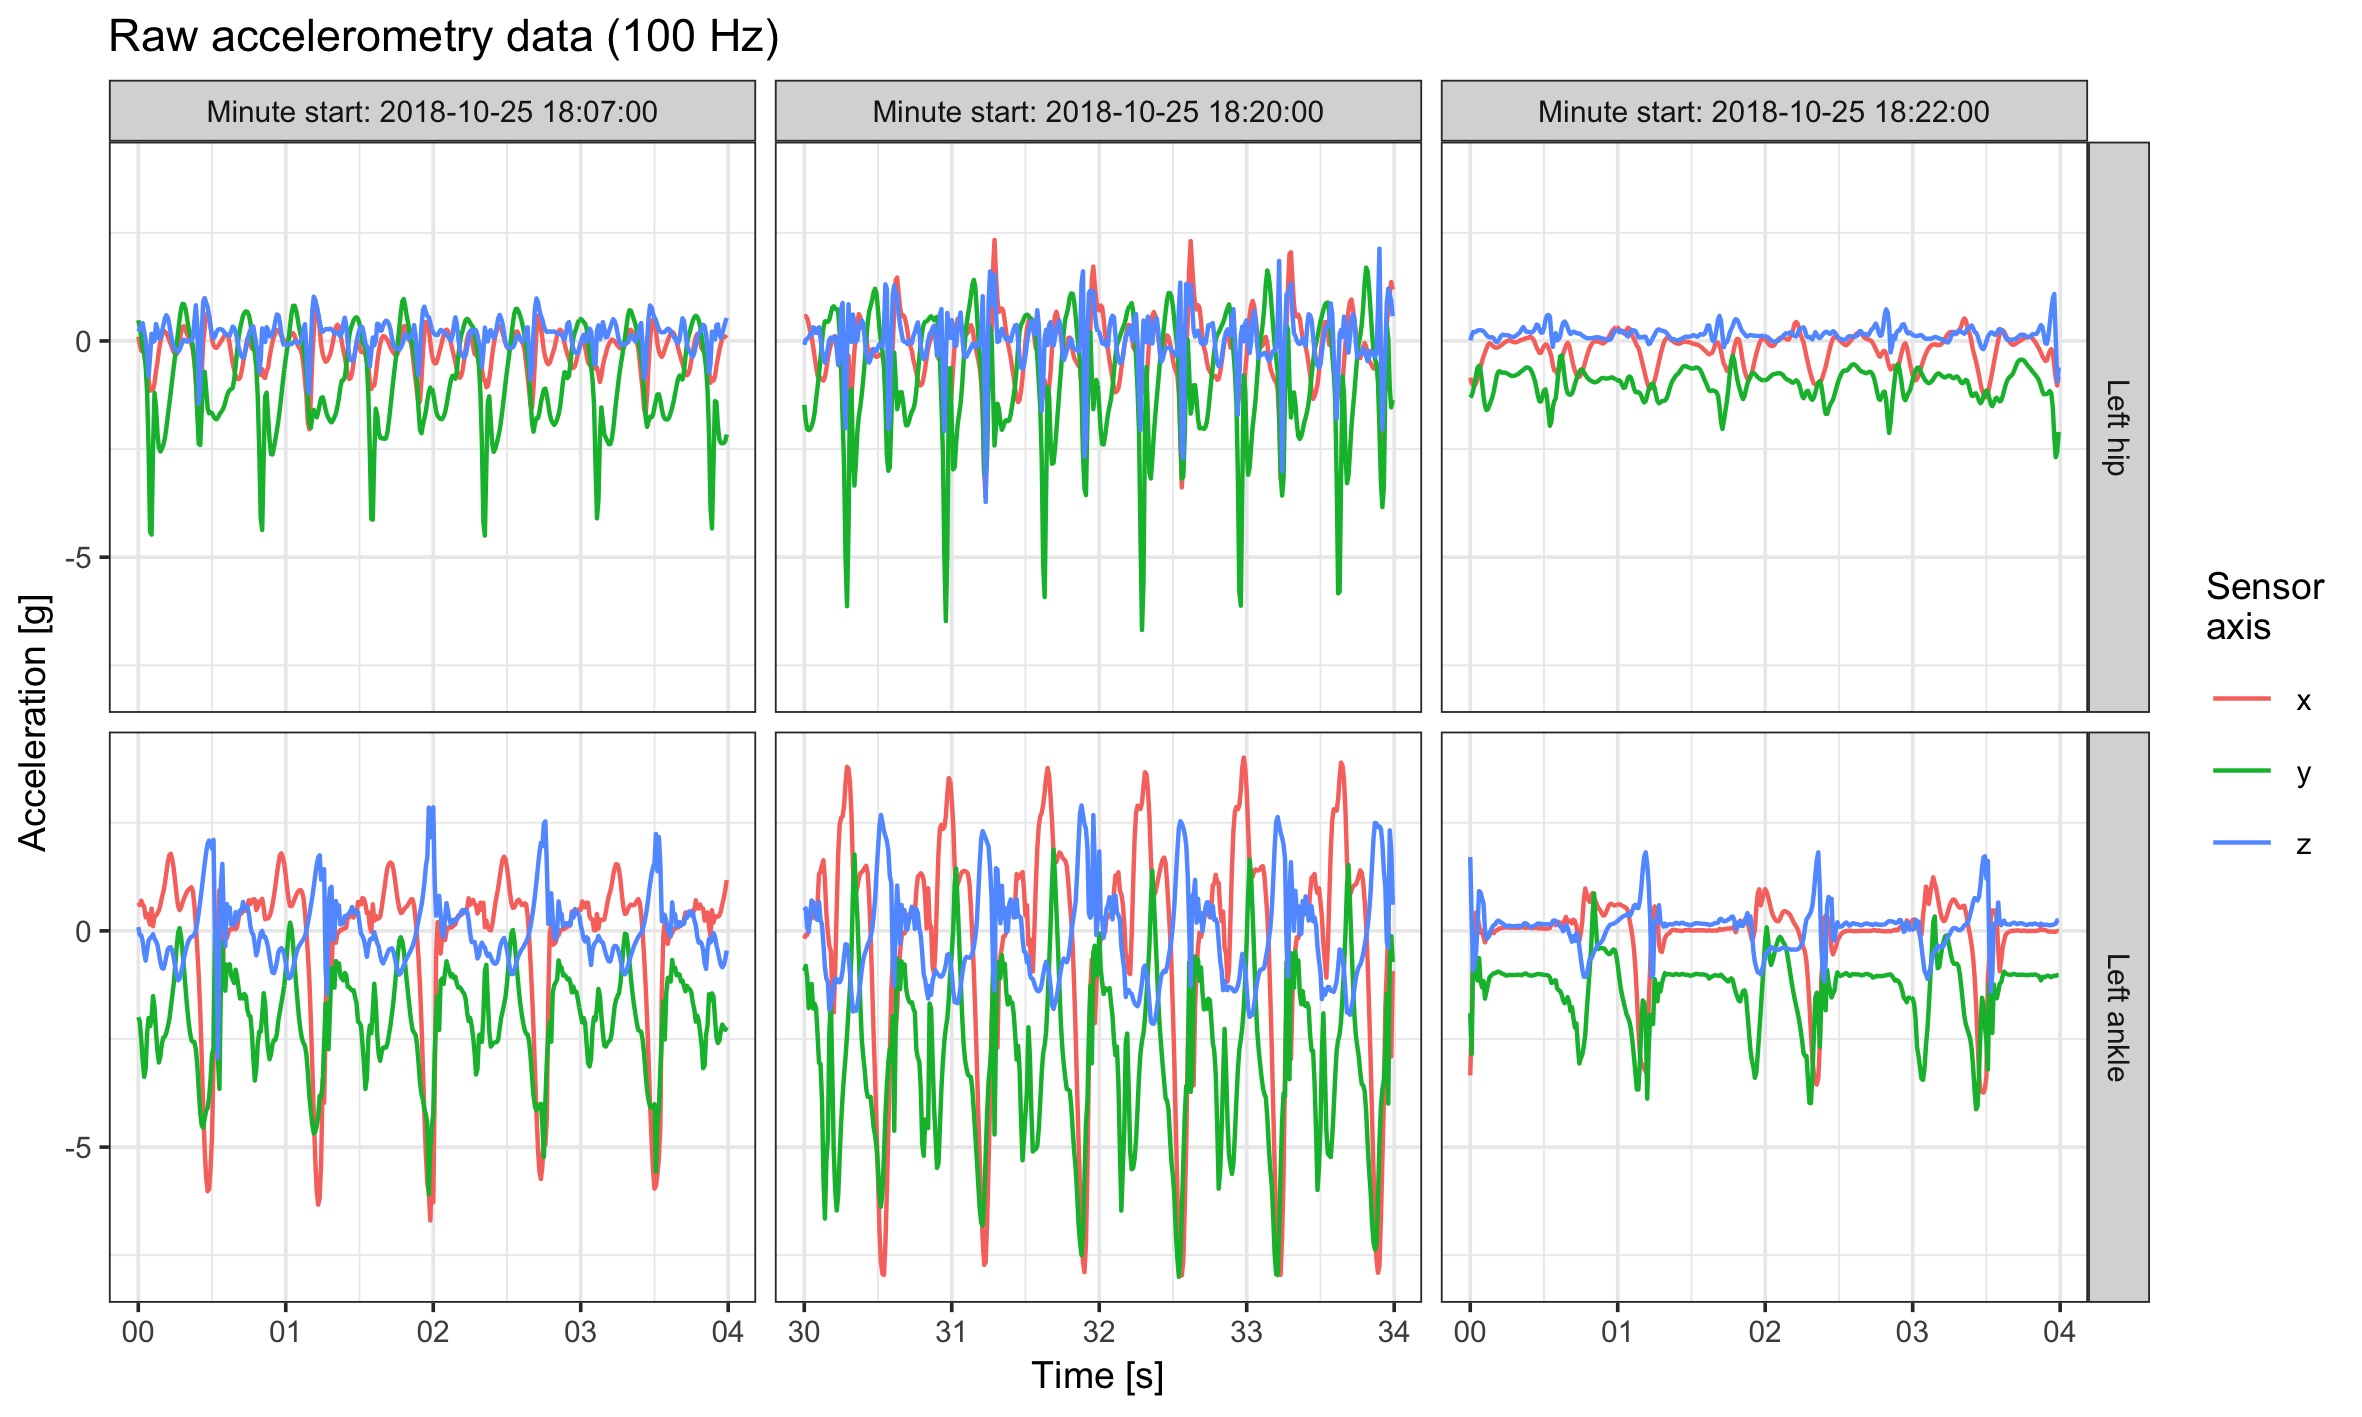 Raw accelerometry data (100 Hz)
Minute start: 2018-10-25 18:07:00
Minute start: 2018-10-25 18:20:00
Minute start: 2018-10-25 18:22:00
Acceleration [g]
0
-5
Left hip
0
-5
Left ankle
00 01 02 03 04
30 31 32 33 34
00 01 02 03 04
Time [s]
Sensor
axis
x
y
z